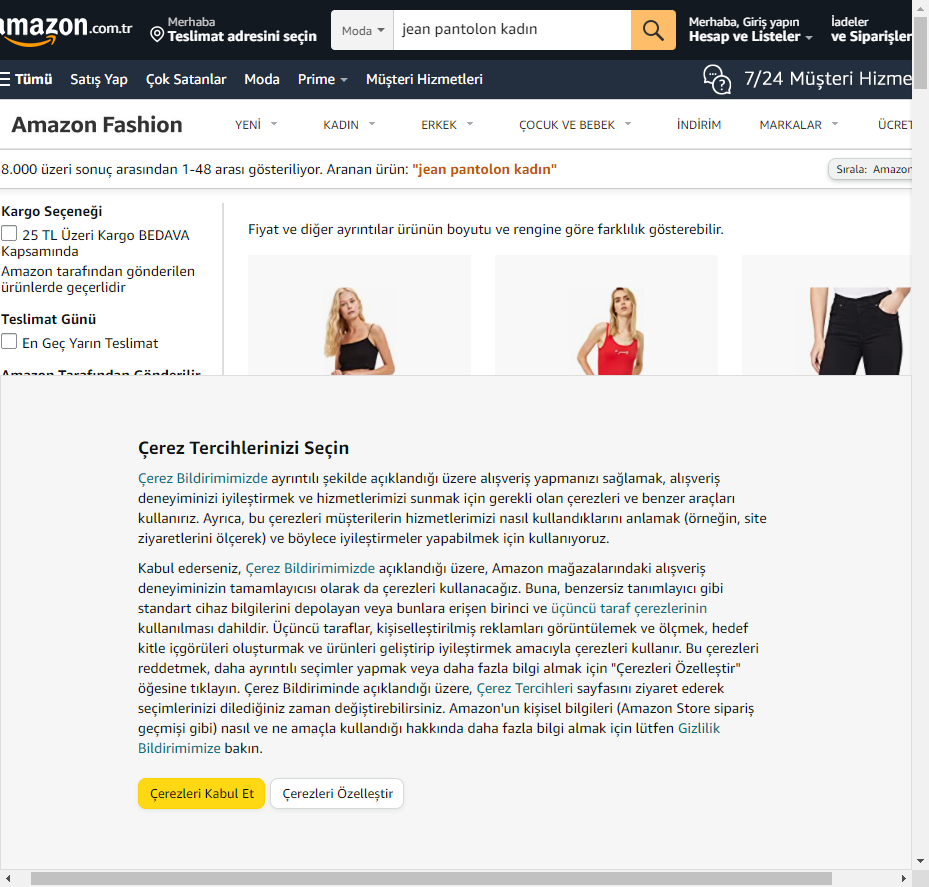 amazon.com.tr
Merhaba
Teslimat adresini seçin
Moda
jean pantolon kadın
Merhaba, Giriş yapın
Hesap ve Listeler
İadeler
ve Siparişler
Tümü Satış Yap Çok Satanlar Moda Prime Müşteri Hizmetleri
7/24 Müşteri Hizme
Amazon Fashion YENİ KADIN ERKEK ÇOCUK VE BEBEK İNDİRİM MARKALAR ÜCRET
8.000 üzeri sonuç arasından 1-48 arası gösteriliyor. Aranan ürün: "jean pantolon kadın"
Sırala: Amazon
Kargo Seçeneği
25 TL Üzeri Kargo BEDAVA
Kapsamında
Amazon tarafından gönderilen
ürünlerde geçerlidir
Teslimat Günü
En Geç Yarın Teslimat
Amazon Tarafından Gönderilir
Fiyat ve diğer ayrıntılar ürünün boyutu ve rengine göre farklılık gösterebilir.
Çerez Tercihlerinizi Seçin
Çerez Bildirimimizde ayrıntılı şekilde açıklandığı üzere alışveriş yapmanızı sağlamak, alışveriş
deneyiminizi iyileştirmek ve hizmetlerimizi sunmak için gerekli olan çerezleri ve benzer araçları
kullanırız. Ayrıca, bu çerezleri müşterilerin hizmetlerimizi nasıl kullandıklarını anlamak (örneğin, site
ziyaretlerini ölçerek) ve böylece iyileştirmeler yapabilmek için kullanıyoruz.
Kabul ederseniz, Çerez Bildirimimizde açıklandığı üzere, Amazon mağazalarındaki alışveriş
deneyiminizin tamamlayıcısı olarak da çerezleri kullanacağız. Buna, benzersiz tanımlayıcı gibi
standart cihaz bilgilerini depolayan veya bunlara erişen birinci ve üçüncü taraf çerezlerinin
kullanılması dahildir. Üçüncü taraflar, kişiselleştirilmiş reklamları görüntülemek ve ölçmek, hedef
kitle içgörüleri oluşturmak ve ürünleri geliştirip iyileştirmek amacıyla çerezleri kullanır. Bu çerezleri
reddetmek, daha ayrıntılı seçimler yapmak veya daha fazla bilgi almak için "Çerezleri Özelleştir"
öğesine tıklayın. Çerez Bildiriminde açıklandığı üzere, Çerez Tercihleri sayfasını ziyaret ederek
seçimlerinizi dilediğiniz zaman değiştirebilirsiniz. Amazon'un kişisel bilgileri (Amazon Store sipariş
geçmişi gibi) nasıl ve ne amaçla kullandığı hakkında daha fazla bilgi almak için lütfen Gizlilik
Bildirimimize bakın.
Çerezleri Kabul Et
Çerezleri Özelleştir